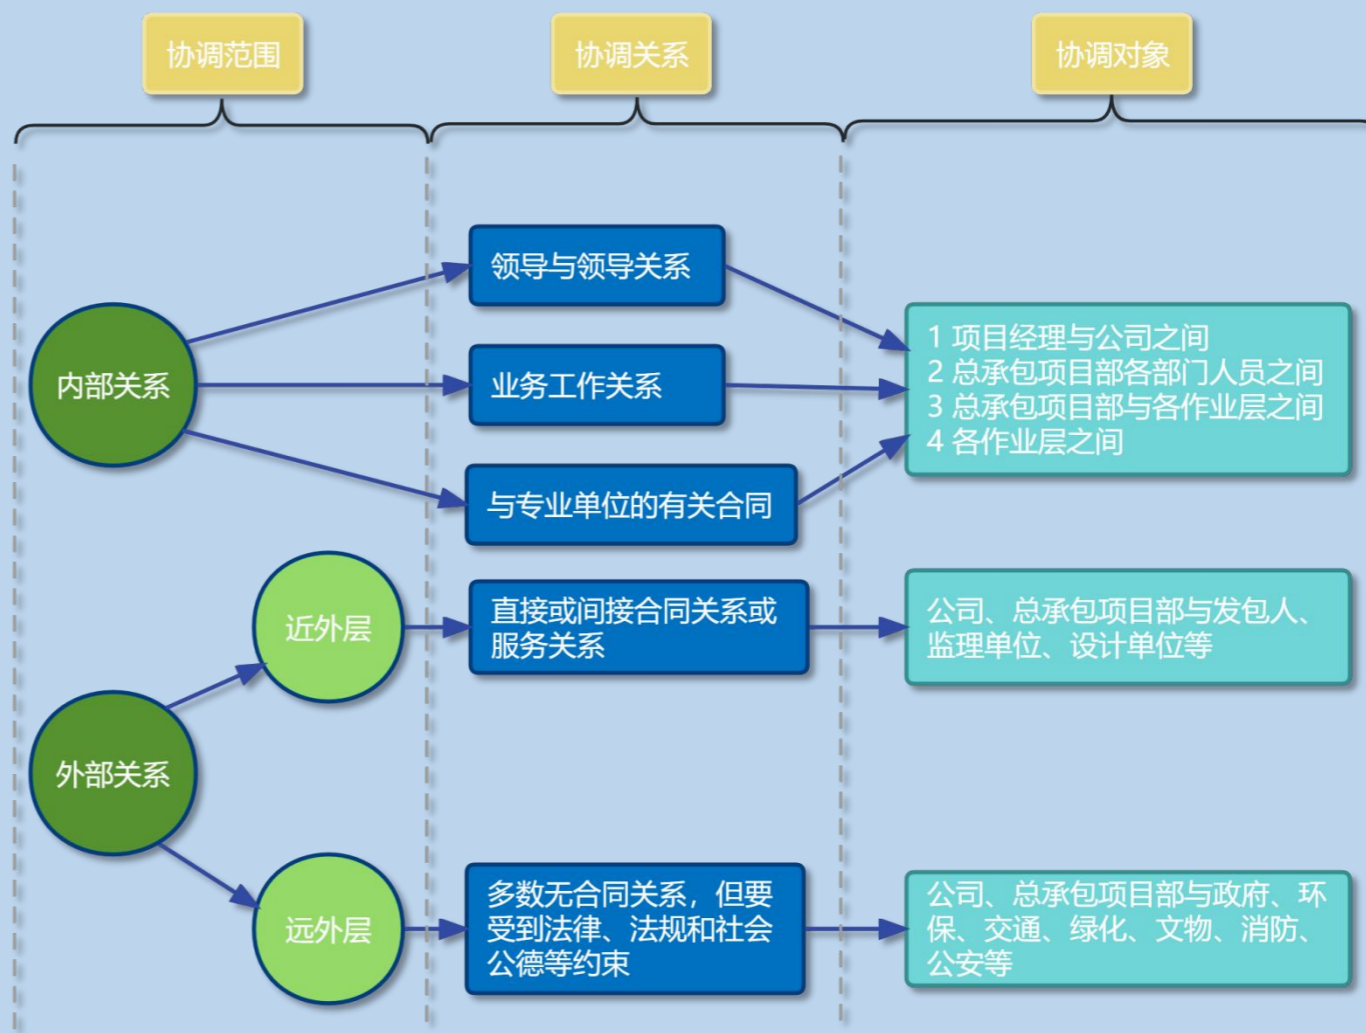 协调范围
协调关系
协调对象
内部关系
领导与领导关系
业务工作关系
与专业单位的有关合同
1 项目经理与公司之间
2 总承包项目部各部门人员之间
3 总承包项目部与各作业层之间
4 各作业层之间
外部关系
近外层
直接或间接合同关系或
服务关系
公司、总承包项目部与发包人、
监理单位、设计单位等
远外层
多数无合同关系，但要
受到法律、法规和社会
公德等约束
公司、总承包项目部与政府、环
保、交通、绿化、文物、消防、
公安等